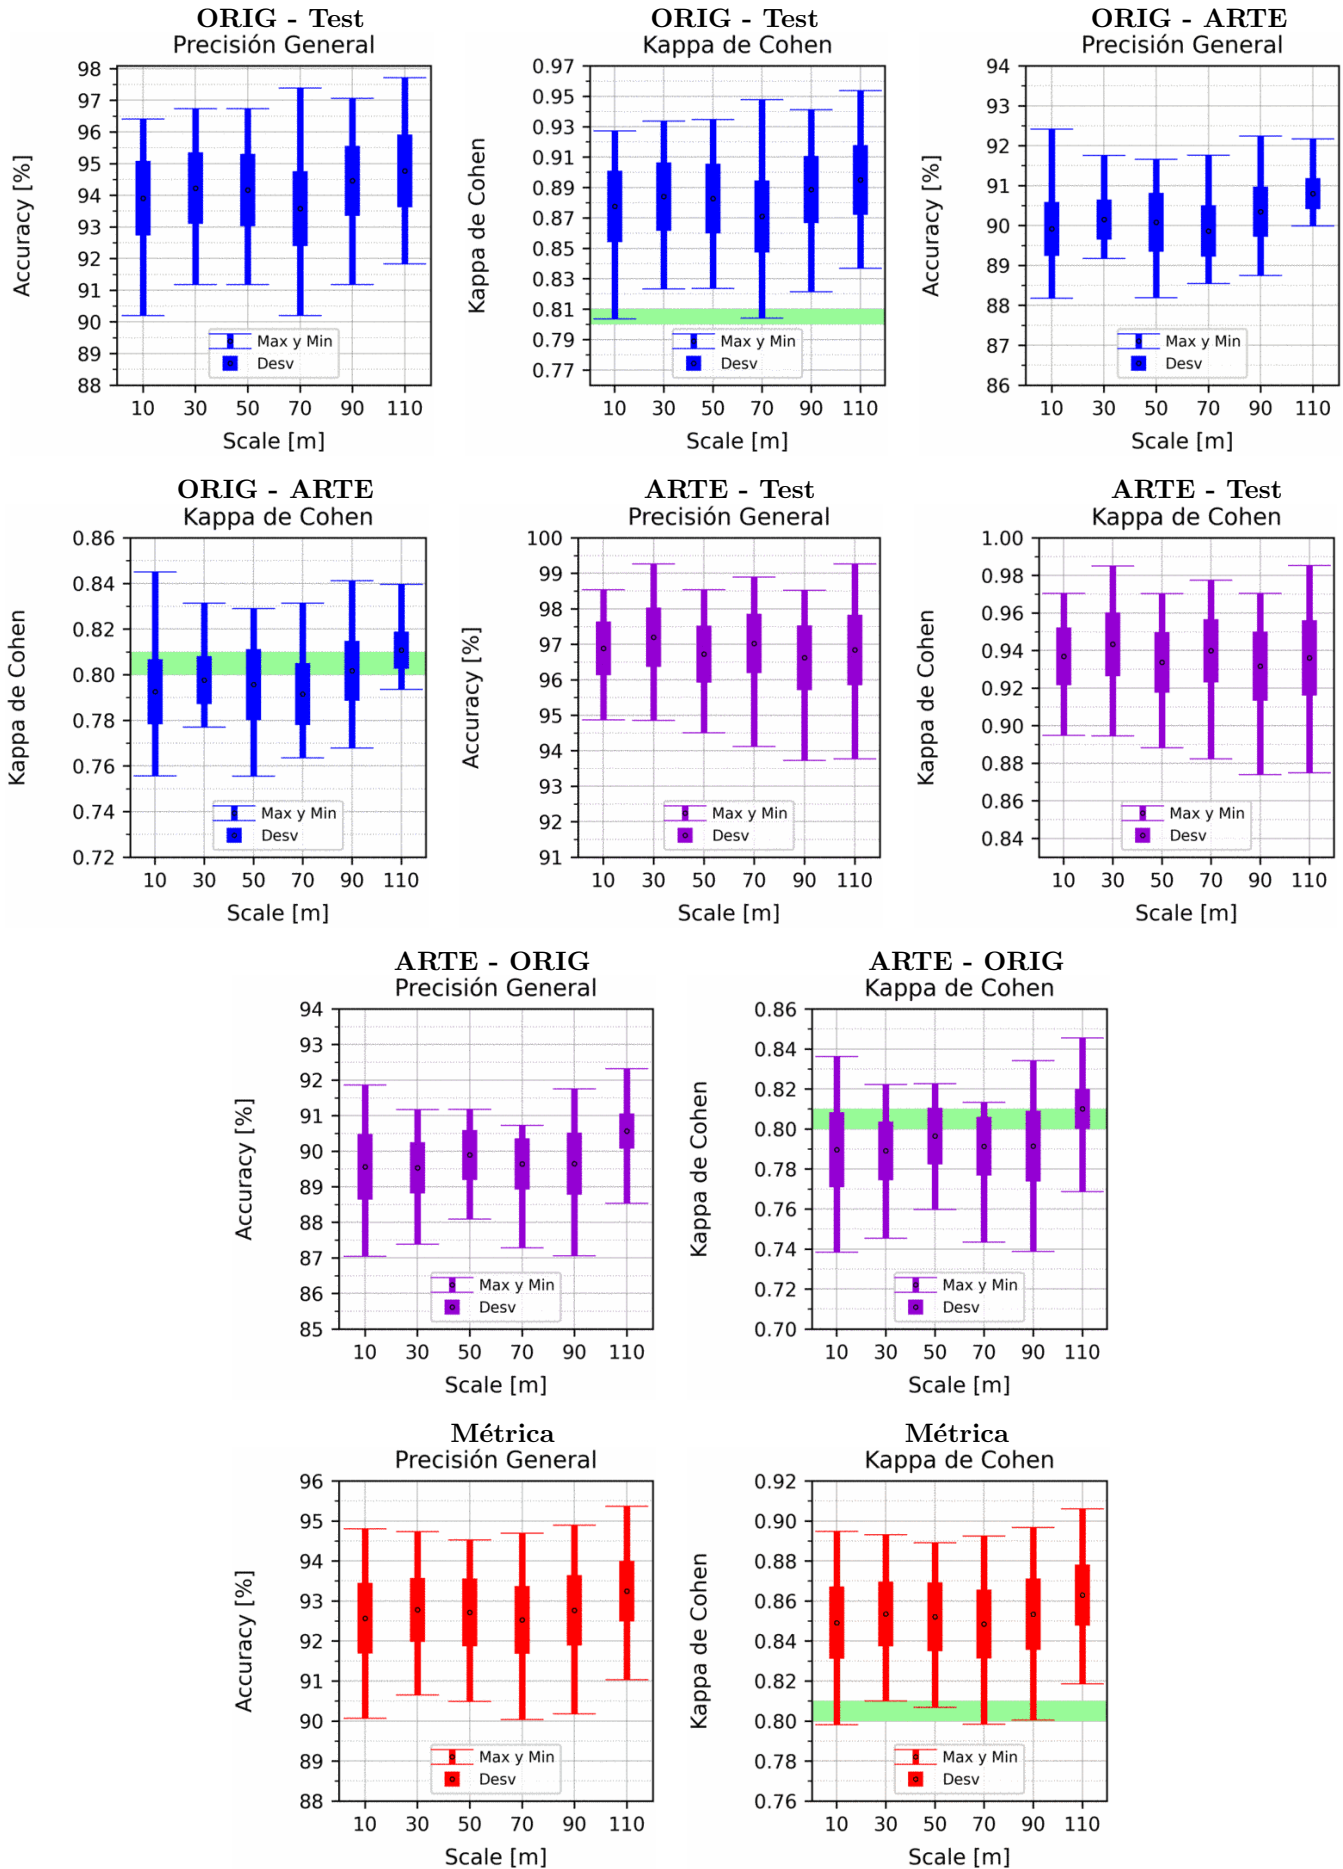 ORIG - Test
Precisión General
98
97
96
95
94
93
92
91
90
89
88
Accuracy [%]
Max y Min
Desv
10 30 50 70 90 110
Scale [m]
ORIG - Test
Kappa de Cohen
0.97
0.95
0.93
0.91
0.89
0.87
0.85
0.83
0.81
0.79
0.77
Kappa de Cohen
Max y Min
Desv
10 30 50 70 90 110
Scale [m]
ORIG - ARTE
Precisión General
94
93
92
91
90
89
88
87
86
Accuracy [%]
Max y Min
Desv
10 30 50 70 90 110
Scale [m]
ORIG - ARTE
Kappa de Cohen
0.86
0.84
0.82
0.80
0.78
0.76
0.74
0.72
Kappa de Cohen
Max y Min
Desv
10 30 50 70 90 110
Scale [m]
ARTE - Test
Precisión General
100
99
98
97
96
95
94
93
92
91
Accuracy [%]
Max y Min
Desv
10 30 50 70 90 110
Scale [m]
ARTE - Test
Kappa de Cohen
1.00
0.98
0.96
0.94
0.92
0.90
0.88
0.86
0.84
Kappa de Cohen
Max y Min
Desv
10 30 50 70 90 110
Scale [m]
ARTE - ORIG
Precisión General
94
93
92
91
90
89
88
87
86
85
Accuracy [%]
Max y Min
Desv
10 30 50 70 90 110
Scale [m]
ARTE - ORIG
Kappa de Cohen
0.86
0.84
0.82
0.80
0.78
0.76
0.74
0.72
0.70
Kappa de Cohen
Max y Min
Desv
10 30 50 70 90 110
Scale [m]
Métrica
Precisión General
96
95
94
93
92
91
90
89
88
Accuracy [%]
Max y Min
Desv
10 30 50 70 90 110
Scale [m]
Métrica
Kappa de Cohen
0.92
0.90
0.88
0.86
0.84
0.82
0.80
0.78
0.76
Kappa de Cohen
Max y Min
Desv
10 30 50 70 90 110
Scale [m]